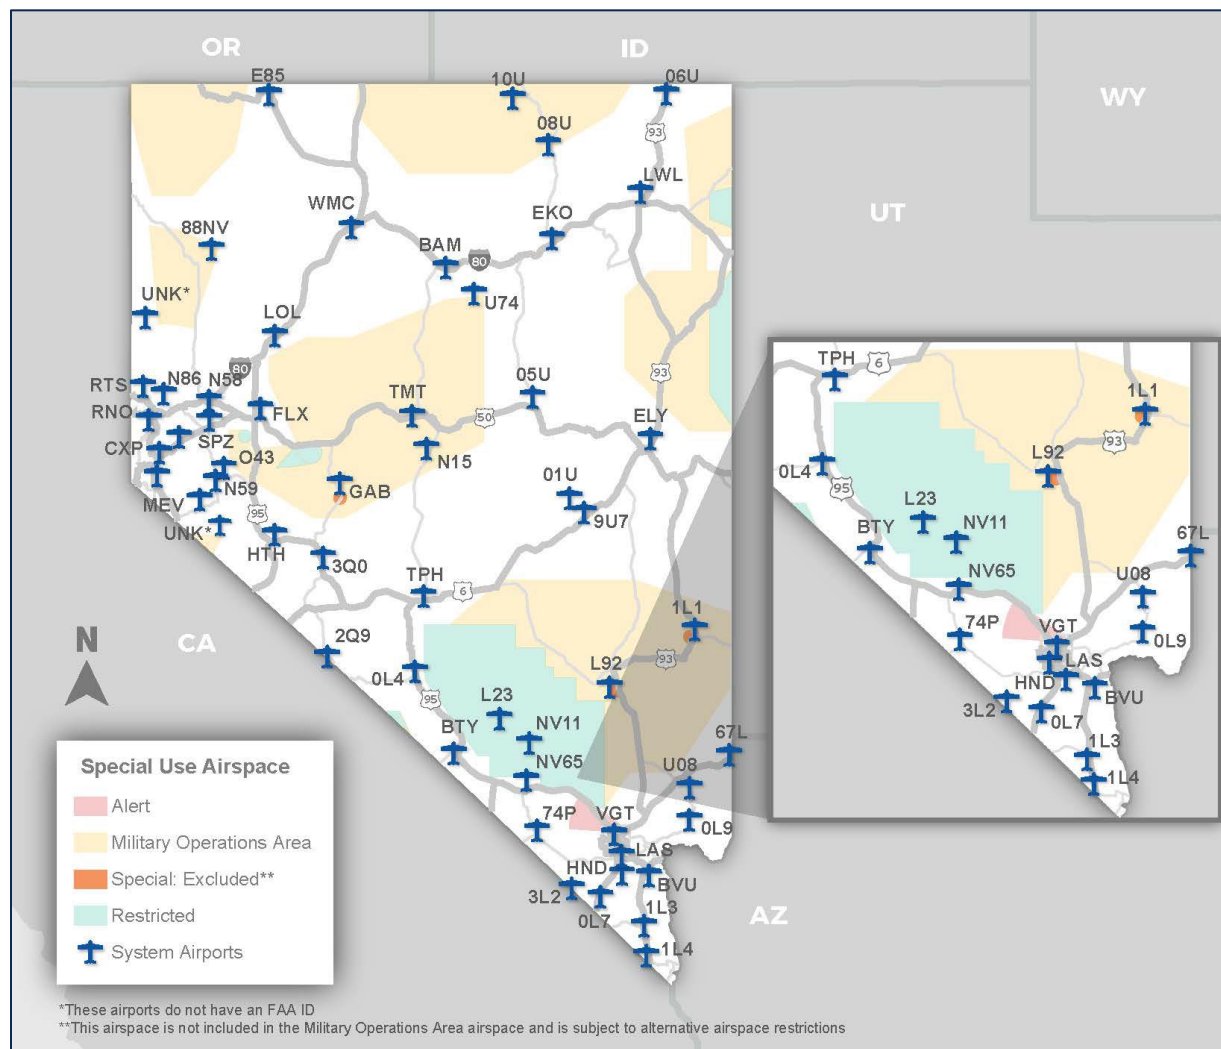 OR
ID
WY
UT
CA
AZ
E85
10U
06U
08U
93
LWL
WMC
EKO
88NV
BAM
80
U74
UNK*
LOL
80
RTS
N86
N58
RNO
FLX
TMT
05U
93
50
CXP
SPZ
ELY
O43
N15
N59
GAB
01U
MEV
95
9U7
UNK*
HTH
3Q0
TPH
6
1L1
2Q9
93
0L4
L92
95
L23
BTY
NV11
67L
NV65
U08
74P
VGT
0L9
LAS
HND
BVU
3L2
0L7
1L3
1L4
TPH
6
1L1
93
0L4
L92
95
L23
BTY
NV11
67L
NV65
U08
74P
VGT
0L9
LAS
HND
BVU
3L2
0L7
1L3
1L4
N
Special Use Airspace
Alert
Military Operations Area
Special: Excluded**
Restricted
System Airports
*These airports do not have an FAA ID
**This airspace is not included in the Military Operations Area airspace and is subject to alternative airspace restrictions